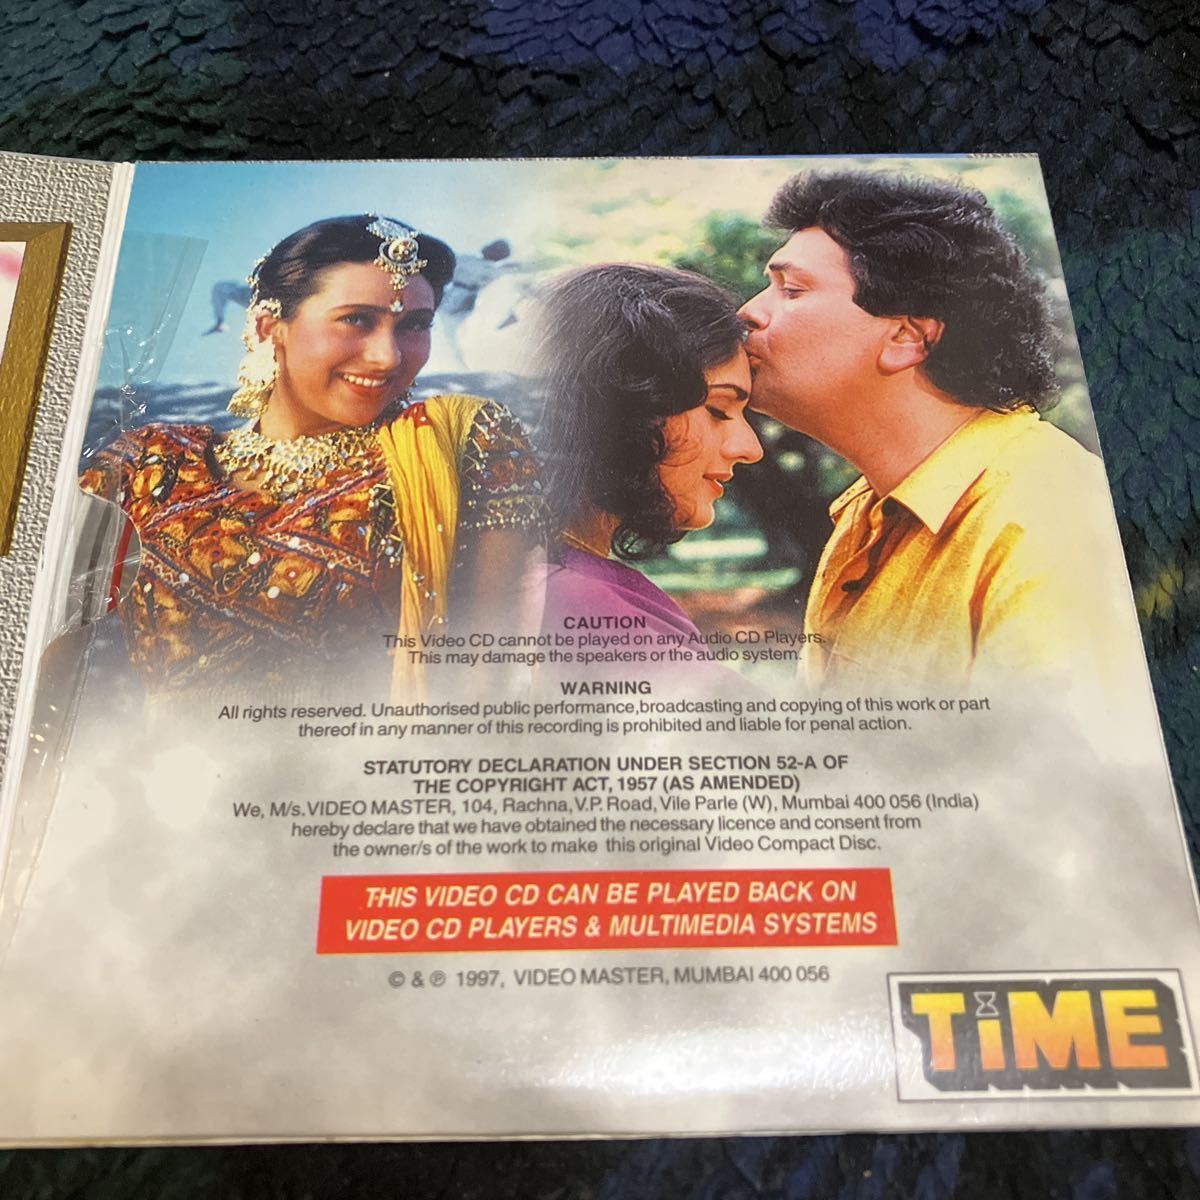 CAUTION
This Video CD cannot be played on any Audio CD Players.
This may damage the speakers or the audio system.
WARNING
All rights reserved. Unauthorised public performance,broadcasting and copying of this work or part
thereof in any manner of this recording is prohibited and liable for penal action.
STATUTORY DECLARATION UNDER SECTION 52-A OF
THE COPYRIGHT ACT, 1957 (AS AMENDED)
We, M/s. VIDEO MASTER, 104, Rachna, V.P. Road, Vile Parle (W), Mumbai 400 056 (India)
hereby declare that we have obtained the necessary licence and consent from
the owner/s of the work to make this original Video Compact Disc.
THIS VIDEO CD CAN BE PLAYED BACK ON
VIDEO CD PLAYERS & MULTIMEDIA SYSTEMS
© & ℗ 1997, VIDEO MASTER, MUMBAI 400 056
TiME